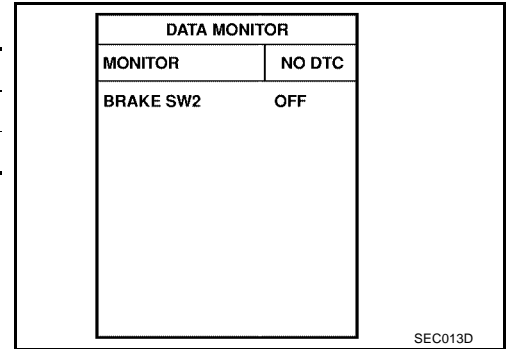 DATA MONITOR
MONITOR NO DTC
BRAKE SW2 OFF
SEC013D